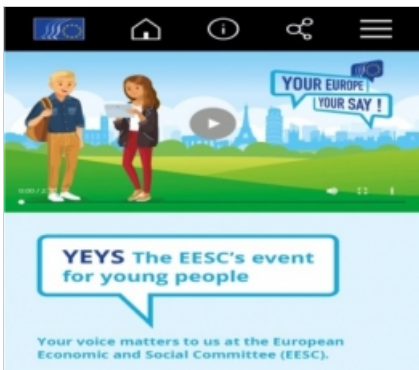 YOUR EUROPE
YOUR SAY !
YEYS The EESC's event
for young people
Your voice matters to us at the European
Economic and Social Committee (EESC).